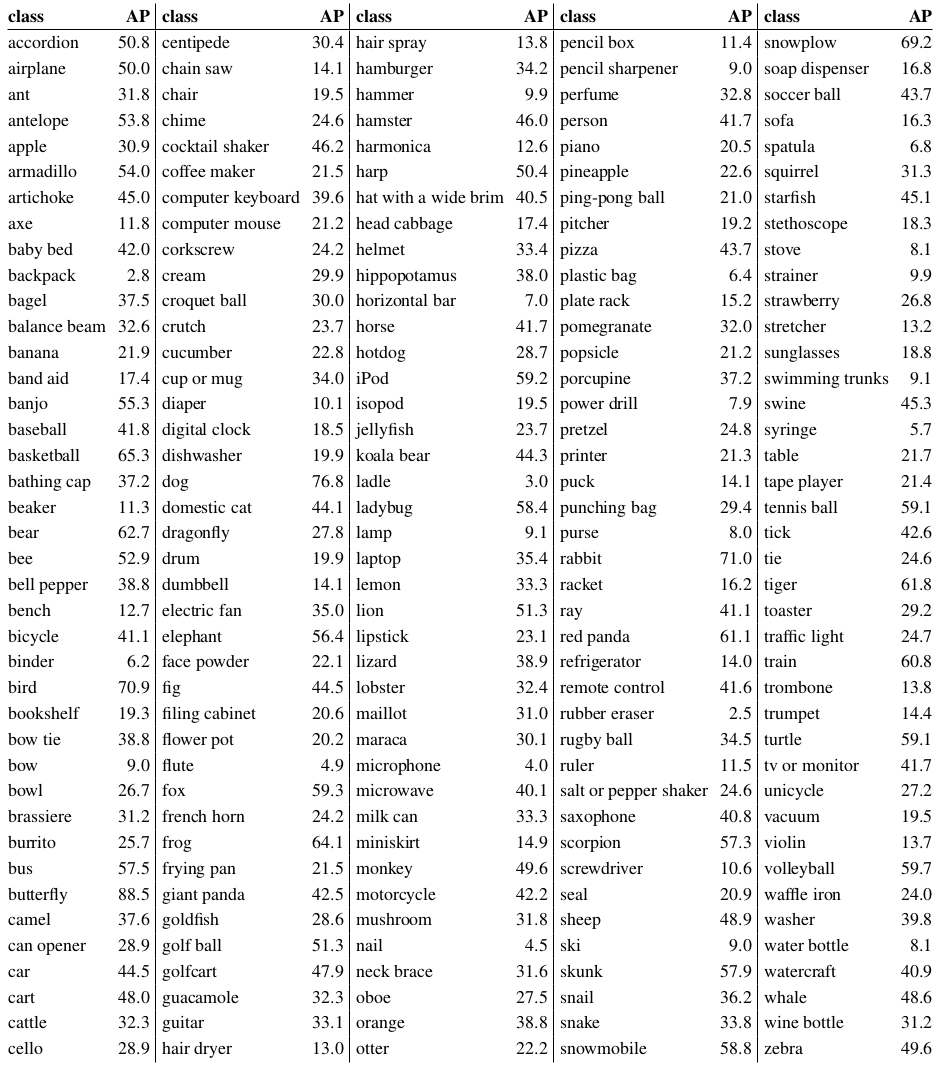 class AP class AP class AP class AP class AP
accordion 50.8 centipede 30.4 hair spray 13.8 pencil box 11.4 snowplow 69.2
airplane 50.0 chain saw 14.1 hamburger 34.2 pencil sharpener 9.0 soap dispenser 16.8
ant 31.8 chair 19.5 hammer 9.9 perfume 32.8 soccer ball 43.7
antelope 53.8 chime 24.6 hamster 46.0 person 41.7 sofa 16.3
apple 30.9 cocktail shaker 46.2 harmonica 12.6 piano 20.5 spatula 6.8
armadillo 54.0 coffee maker 21.5 harp 50.4 pineapple 22.6 squirrel 31.3
artichoke 45.0 computer keyboard 39.6 hat with a wide brim 40.5 ping-pong ball 21.0 starfish 45.1
axe 11.8 computer mouse 21.2 head cabbage 17.4 pitcher 19.2 stethoscope 18.3
baby bed 42.0 corkscrew 24.2 helmet 33.4 pizza 43.7 stove 8.1
backpack 2.8 cream 29.9 hippopotamus 38.0 plastic bag 6.4 strainer 9.9
bagel 37.5 croquet ball 30.0 horizontal bar 7.0 plate rack 15.2 strawberry 26.8
balance beam 32.6 crutch 23.7 horse 41.7 pomegranate 32.0 stretcher 13.2
banana 21.9 cucumber 22.8 hotdog 28.7 popsicle 21.2 sunglasses 18.8
band aid 17.4 cup or mug 34.0 iPod 59.2 porcupine 37.2 swimming trunks 9.1
banjo 55.3 diaper 10.1 isopod 19.5 power drill 7.9 swine 45.3
baseball 41.8 digital clock 18.5 jellyfish 23.7 pretzel 24.8 syringe 5.7
basketball 65.3 dishwasher 19.9 koala bear 44.3 printer 21.3 table 21.7
bathing cap 37.2 dog 76.8 ladle 3.0 puck 14.1 tape player 21.4
beaker 11.3 domestic cat 44.1 ladybug 58.4 punching bag 29.4 tennis ball 59.1
bear 62.7 dragonfly 27.8 lamp 9.1 purse 8.0 tick 42.6
bee 52.9 drum 19.9 laptop 35.4 rabbit 71.0 tie 24.6
bell pepper 38.8 dumbbell 14.1 lemon 33.3 racket 16.2 tiger 61.8
bench 12.7 electric fan 35.0 lion 51.3 ray 41.1 toaster 29.2
bicycle 41.1 elephant 56.4 lipstick 23.1 red panda 61.1 traffic light 24.7
binder 6.2 face powder 22.1 lizard 38.9 refrigerator 14.0 train 60.8
bird 70.9 fig 44.5 lobster 32.4 remote control 41.6 trombone 13.8
bookshelf 19.3 filing cabinet 20.6 maillot 31.0 rubber eraser 2.5 trumpet 14.4
bow tie 38.8 flower pot 20.2 maraca 30.1 rugby ball 34.5 turtle 59.1
bow 9.0 flute 4.9 microphone 4.0 ruler 11.5 tv or monitor 41.7
bowl 26.7 fox 59.3 microwave 40.1 salt or pepper shaker 24.6 unicycle 27.2
brassiere 31.2 french horn 24.2 milk can 33.3 saxophone 40.8 vacuum 19.5
burrito 25.7 frog 64.1 miniskirt 14.9 scorpion 57.3 violin 13.7
bus 57.5 frying pan 21.5 monkey 49.6 screwdriver 10.6 volleyball 59.7
butterfly 88.5 giant panda 42.5 motorcycle 42.2 seal 20.9 waffle iron 24.0
camel 37.6 goldfish 28.6 mushroom 31.8 sheep 48.9 washer 39.8
can opener 28.9 golf ball 51.3 nail 4.5 ski 9.0 water bottle 8.1
car 44.5 golfcart 47.9 neck brace 31.6 skunk 57.9 watercraft 40.9
cart 48.0 guacamole 32.3 oboe 27.5 snail 36.2 whale 48.6
cattle 32.3 guitar 33.1 orange 38.8 snake 33.8 wine bottle 31.2
cello 28.9 hair dryer 13.0 otter 22.2 snowmobile 58.8 zebra 49.6